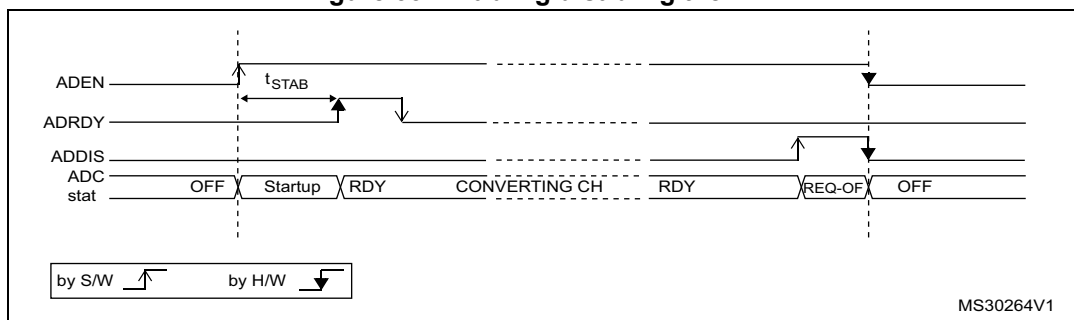 ADEN
tSTAB
ADRDY
ADDIS
ADC
stat
OFF Startup RDY CONVERTING CH RDY REQ-OF OFF
by S/W by H/W
MS30264V1